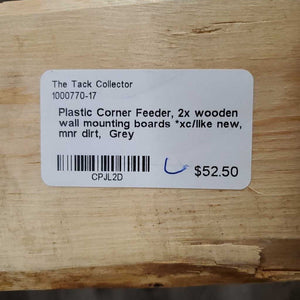 The Tack Collector
1000770-17
Plastic Corner Feeder, 2x wooden
wall mounting boards *xc/like new,
mnr dirt, Grey
CPJL2D
$52.50